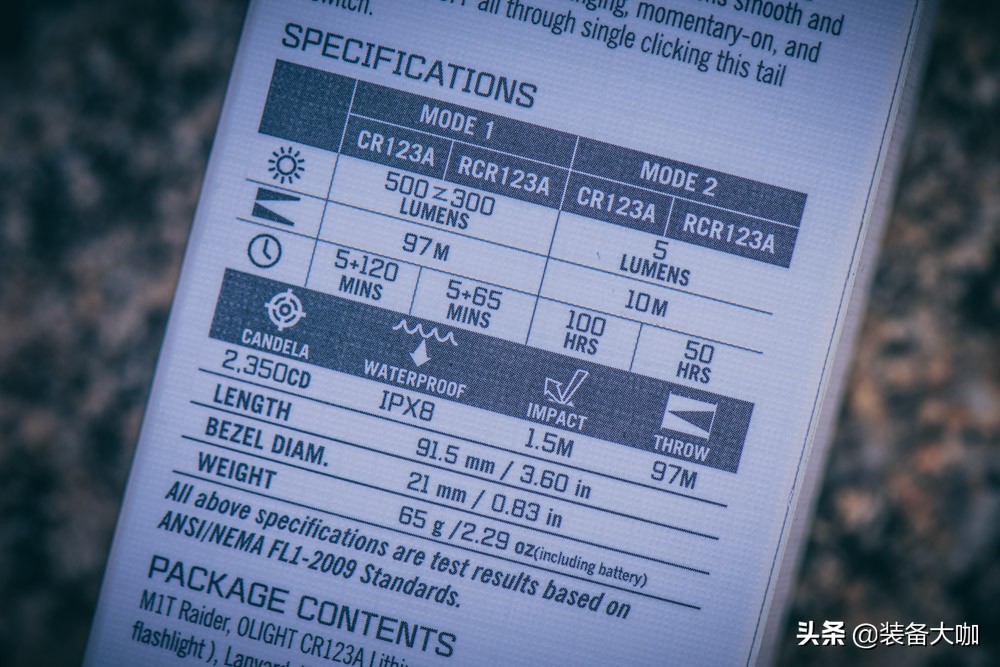 smooth and
switch. all through single clicking this tail
momentary-on, and
SPECIFICATIONS
MODE 1 MODE 2
CR123A RCR123A CR123A RCR123A
500~300 LUMENS 5 LUMENS
97M 10M
5+120 MINS 5+65 MINS 100 HRS 50 HRS
CANDELA WATERPROOF IMPACT THROW
2,350CD IPX8 1.5M 97M
LENGTH 91.5 mm / 3.60 in
BEZEL DIAM. 21 mm / 0.83 in
WEIGHT 65 g /2.29 oz(including battery)
All above specifications are test results based on
ANSI/NEMA FL1-2009 Standards.
PACKAGE CONTENTS
M1T Raider, OLIGHT CR123A
flashlight ),
头条 @装备大咖